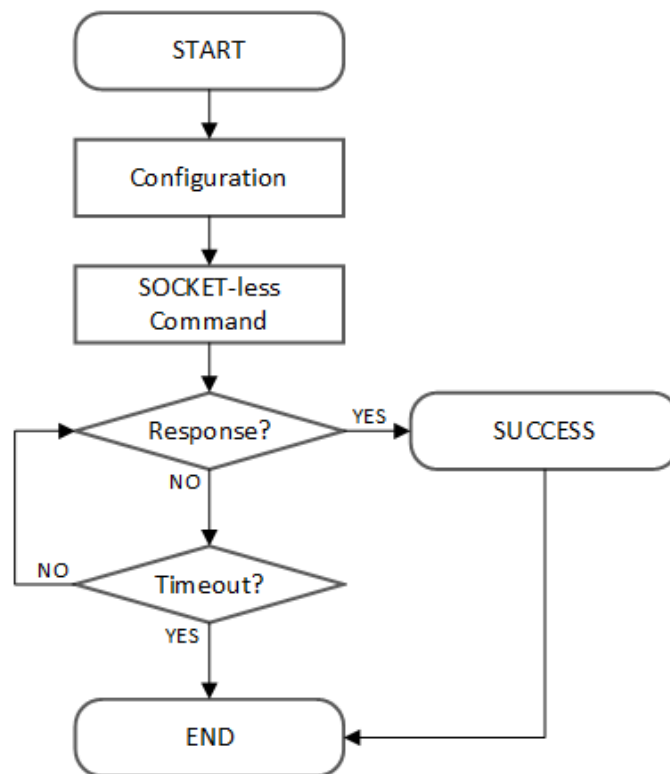 START
Configuration
SOCKET-less
Command
Response?
YES
SUCCESS
NO
NO
Timeout?
YES
END